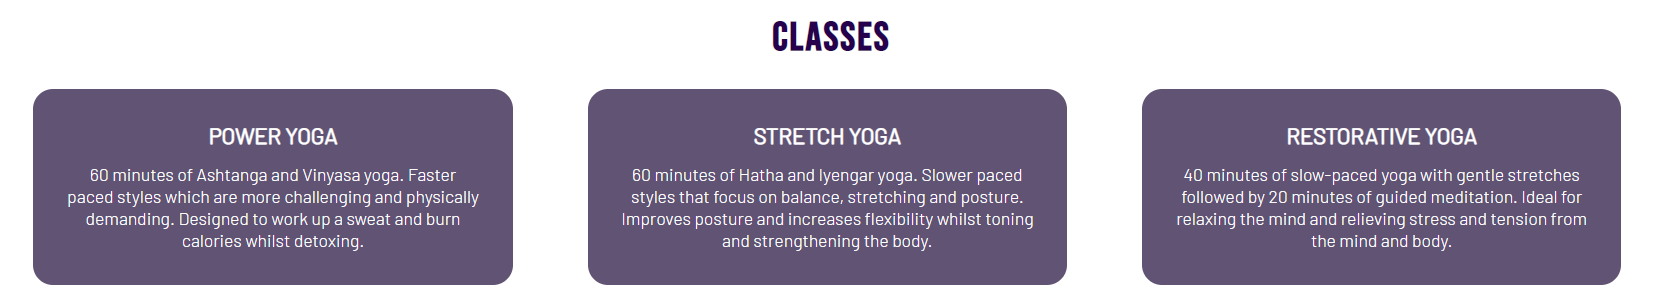 CLASSES
POWER YOGA
60 minutes of Ashtanga and Vinyasa yoga. Faster
paced styles which are more challenging and physically
demanding. Designed to work up a sweat and burn
calories whilst detoxing.
STRETCH YOGA
60 minutes of Hatha and Iyengar yoga. Slower paced
styles that focus on balance, stretching and posture.
Improves posture and increases flexibility whilst toning
and strengthening the body.
RESTORATIVE YOGA
40 minutes of slow-paced yoga with gentle stretches
followed by 20 minutes of guided meditation. Ideal for
relaxing the mind and relieving stress and tension from
the mind and body.